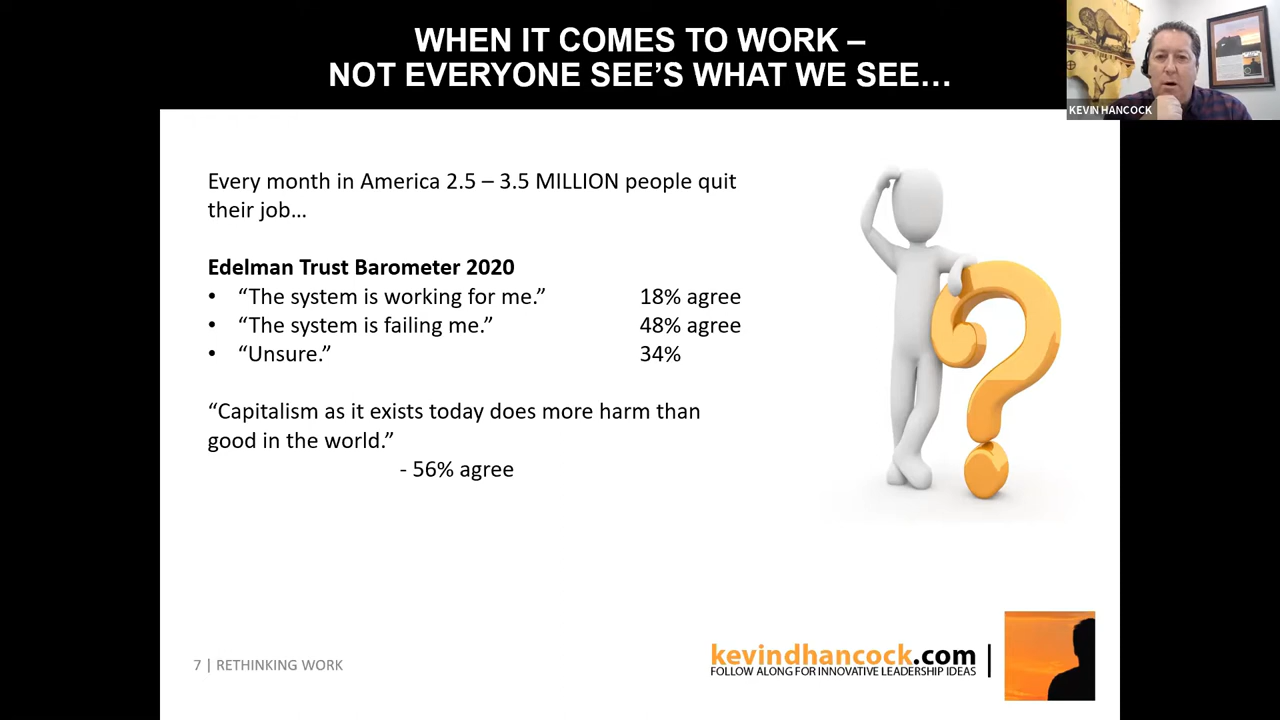 WHEN IT COMES TO WORK –
NOT EVERYONE SEE'S WHAT WE SEE…
KEVIN HANCOCK
Every month in America 2.5 – 3.5 MILLION people quit
their job…
Edelman Trust Barometer 2020
• “The system is working for me.” 18% agree
• “The system is failing me.” 48% agree
• “Unsure.” 34%
“Capitalism as it exists today does more harm than
good in the world.”
- 56% agree
7 | RETHINKING WORK
kevindhancock.com
FOLLOW ALONG FOR INNOVATIVE LEADERSHIP IDEAS